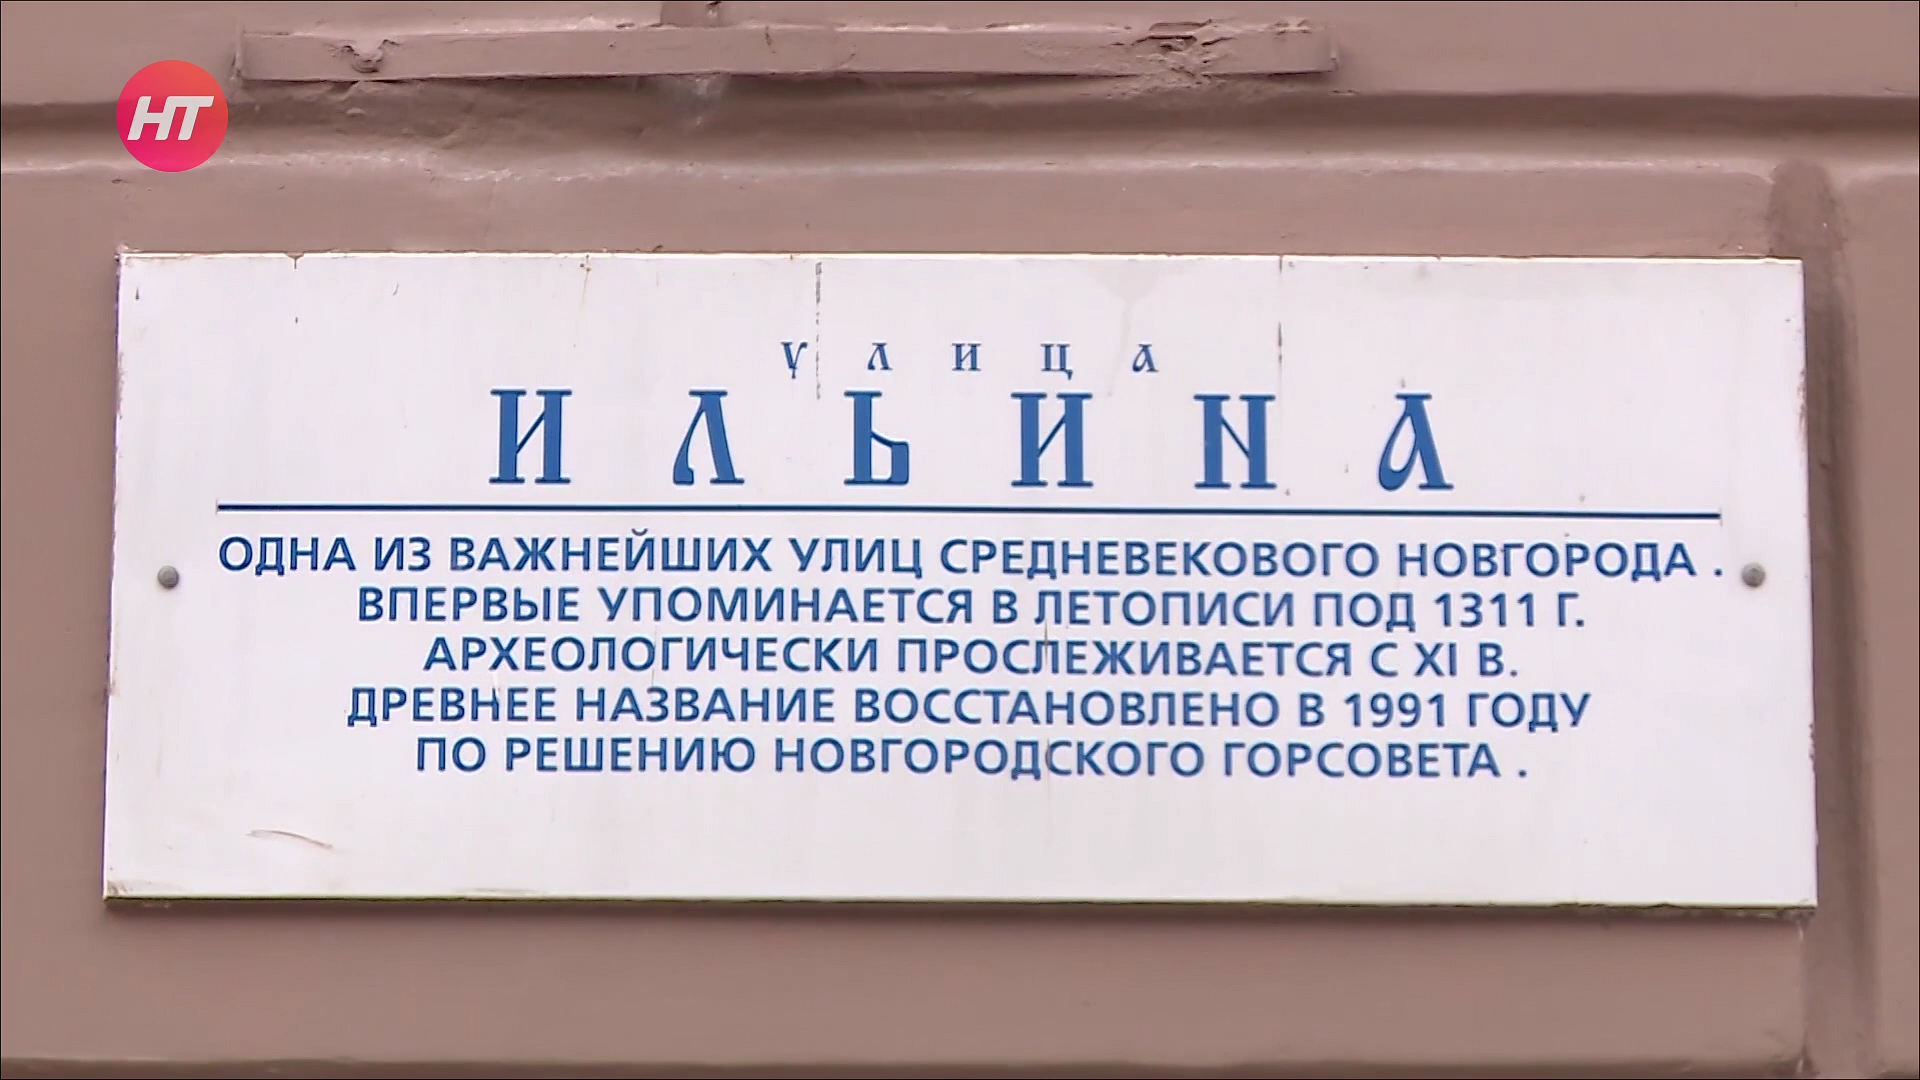 НТ
улица
ИЛЬИНА
ОДНА ИЗ ВАЖНЕЙШИХ УЛИЦ СРЕДНЕВЕКОВОГО НОВГОРОДА .
ВПЕРВЫЕ УПОМИНАЕТСЯ В ЛЕТОПИСИ ПОД 1311 Г.
АРХЕОЛОГИЧЕСКИ ПРОСЛЕЖИВАЕТСЯ С XI В.
ДРЕВНЕЕ НАЗВАНИЕ ВОССТАНОВЛЕНО В 1991 ГОДУ
ПО РЕШЕНИЮ НОВГОРОДСКОГО ГОРСОВЕТА .